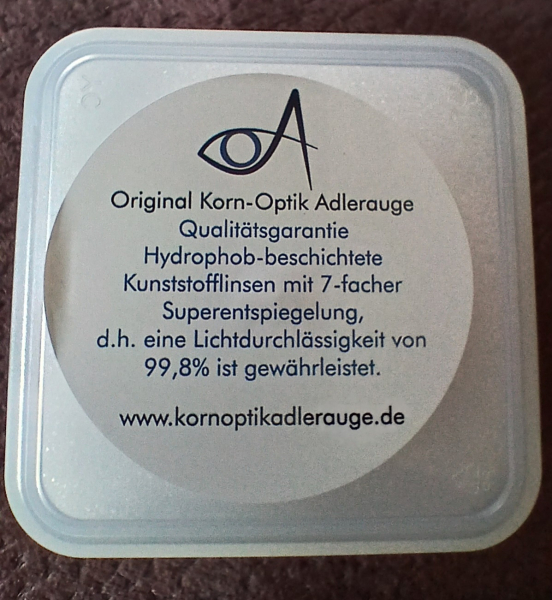 Original Korn-Optik Adlerauge
Qualitätsgarantie
Hydrophob-beschichtete
Kunststofflinsen mit 7-facher
Superentspiegelung,
d.h. eine Lichtdurchlässigkeit von
99,8% ist gewährleistet.
www.kornoptikadlerauge.de